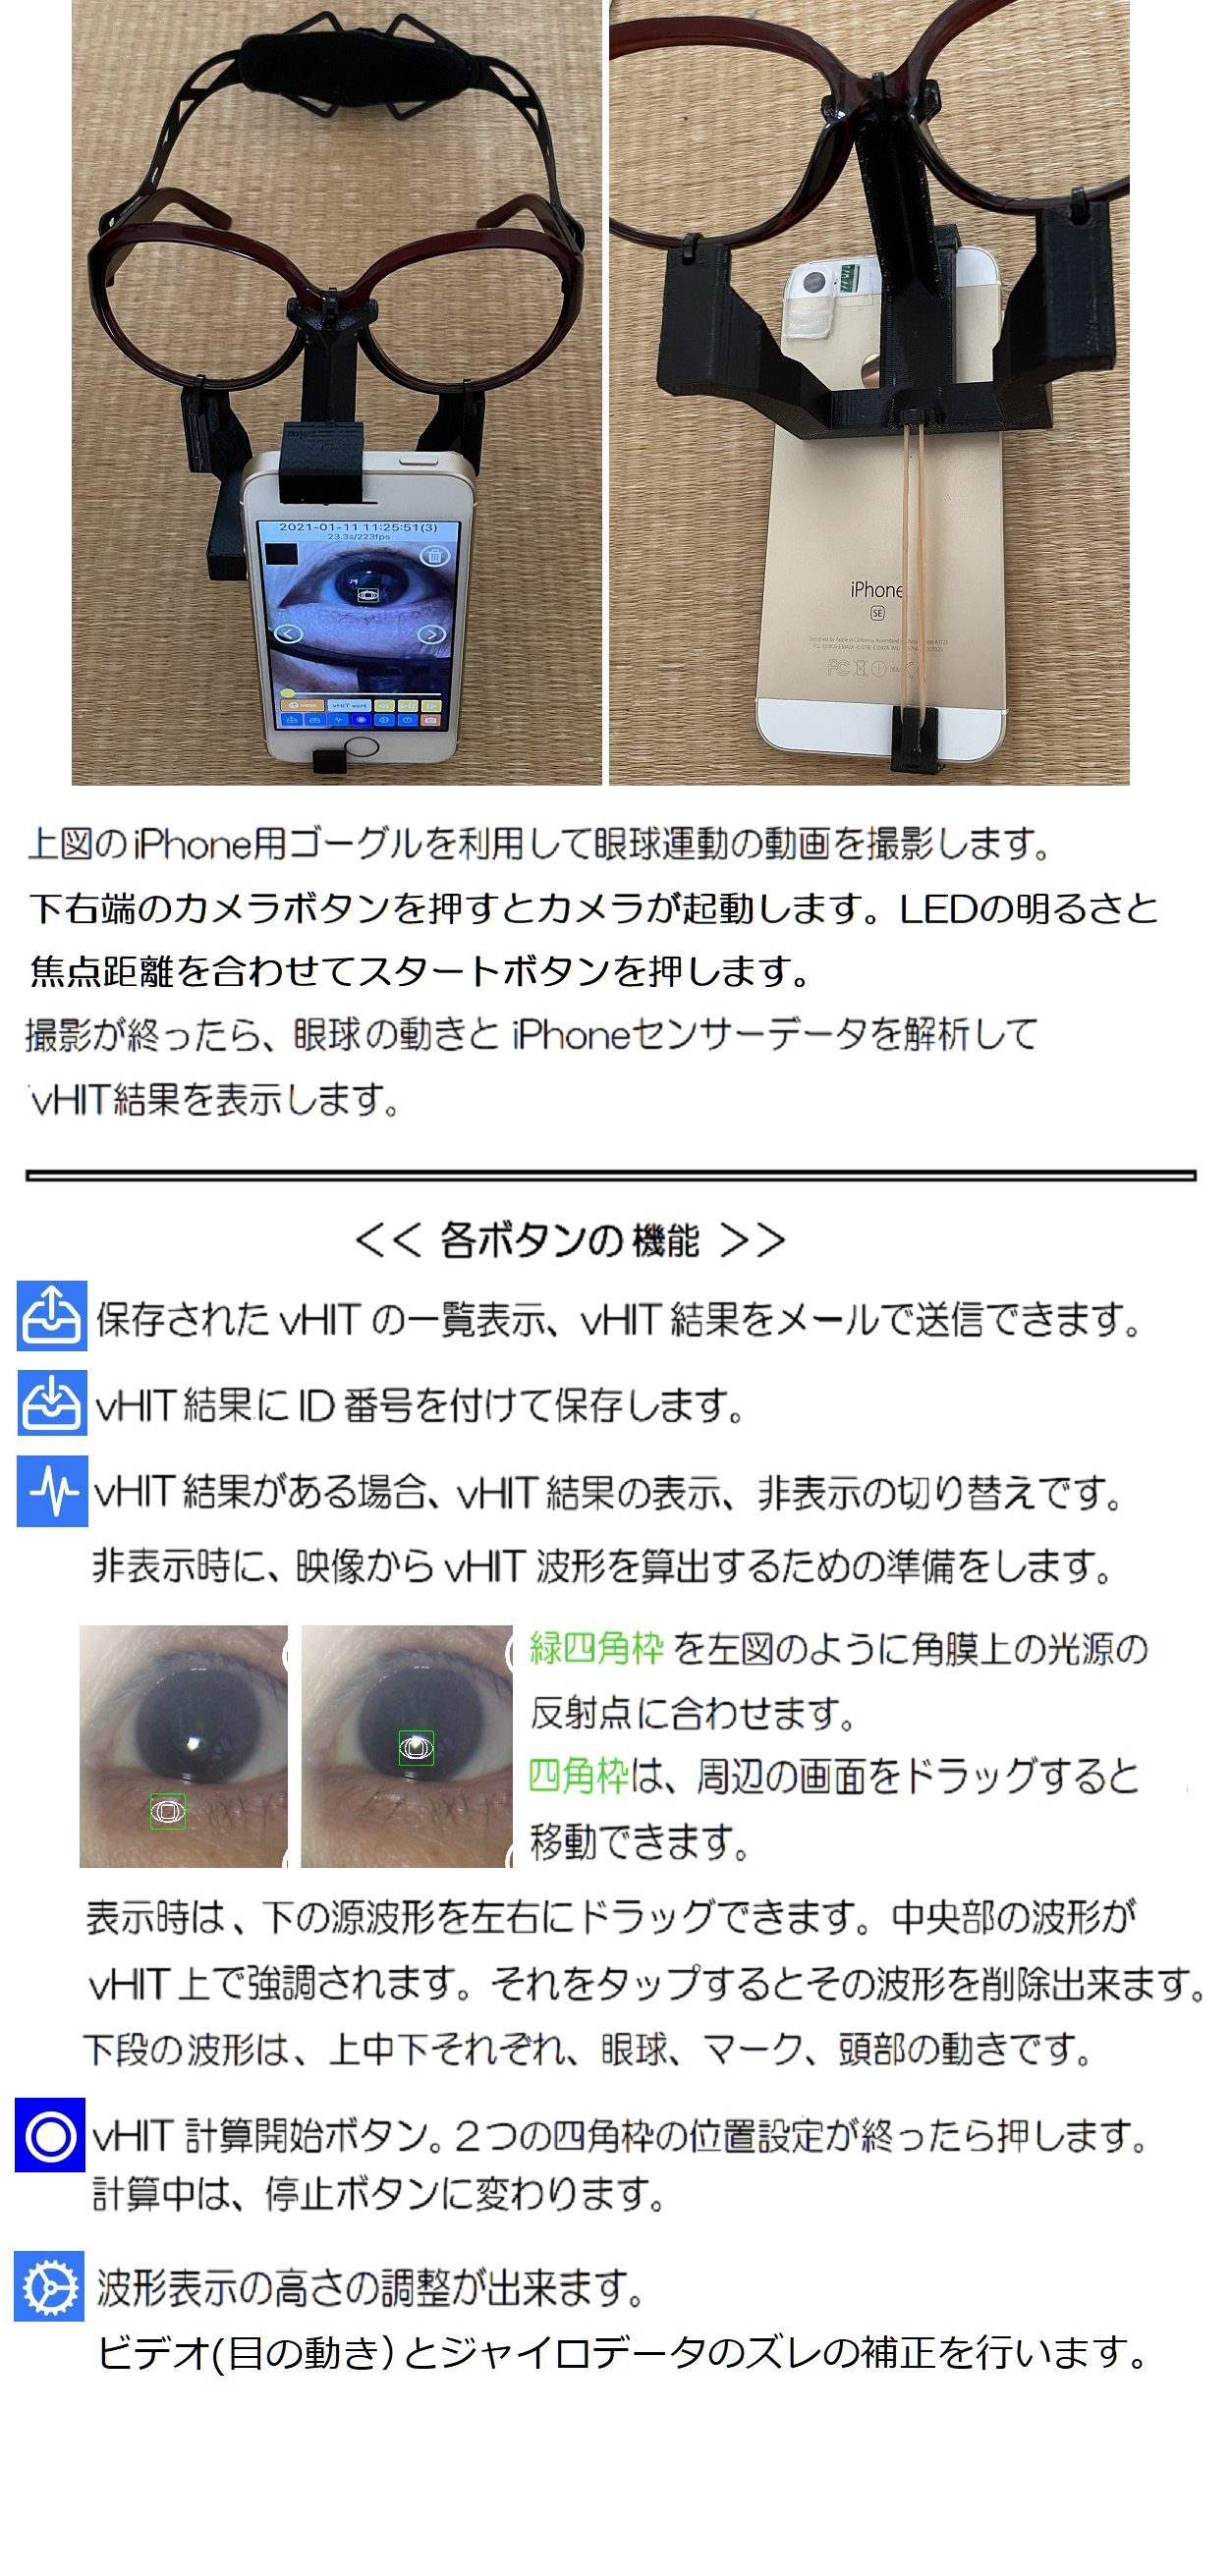 2021-01-11 11:25:51(3)
23.3s/223fps
vHIT vert
iPhone
SE
上図のiPhone用ゴーグルを利用して眼球運動の動画を撮影します。
下右端のカメラボタンを押すとカメラが起動します。LEDの明るさと
焦点距離を合わせてスタートボタンを押します。
撮影が終ったら、眼球の動きと iPhoneセンサーデータを解析して
vHIT結果を表示します。
<< 各ボタンの機能 >>
保存された vHIT の一覧表示、vHIT 結果をメールで送信できます。
vHIT 結果に ID 番号を付けて保存します。
vHIT 結果がある場合、vHIT 結果の表示、非表示の切り替えです。
非表示時に、映像から vHIT 波形を算出するための準備をします。
緑四角枠 を左図のように角膜上の光源の
反射点に合わせます。
四角枠は、周辺の画面をドラッグすると
移動できます。
表示時は、下の源波形を左右にドラッグできます。中央部の波形が
vHIT 上で強調されます。それをタップするとその波形を削除出来ます。
下段の波形は、上中下それぞれ、眼球、マーク、頭部の動きです。
vHIT 計算開始ボタン。2つの四角枠の位置設定が終ったら押します。
計算中は、停止ボタンに変わります。
波形表示の高さの調整が出来ます。
ビデオ(目の動き)とジャイロデータのズレの補正を行います。